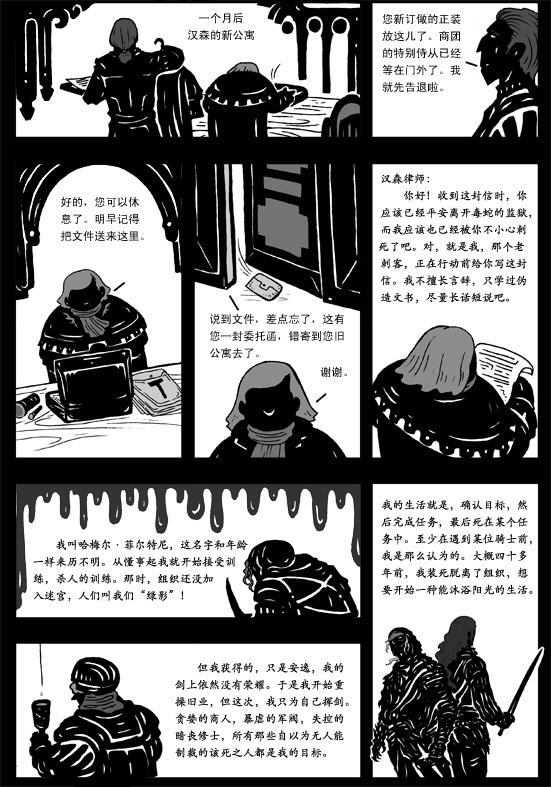 一个月后
汉森的新公寓
您新订做的正装
放这儿了。商团
的特别侍从已经
等在门外了。我
就先告退啦。
好的，您可以休
息了。明早记得
把文件送来这里。
说到文件，差点忘了，这有
您一封委托函，错寄到您旧
公寓去了。
谢谢。
汉森律师：
你好！收到这封信时，你
应该已经平安离开毒蛇的监狱，
而我应该也已经被你不小心刺
死了吧。对，就是我，那个老
刺客，正在行动前给你写这封
信。我不擅长言辞，只学过伪
造文书，尽量长话短说吧。
我叫哈梅尔·菲尔特尼，这名字和年龄
一样来历不明。从懂事起我就开始接受训
练，杀人的训练。那时，组织还没加
入迷宫，人们叫我们“绿影”！
我的生活就是，确认目标，然
后完成任务，最后死在某个任
务中。至少在遇到某位骑士前，
我是那么认为的。大概四十多
年前，我装死脱离了组织，想
要开始一种能沐浴阳光的生活。
但我获得的，只是安逸，我的
剑上依然没有荣耀。于是我开始重
操旧业，但这次，我只为自己挥剑。
贪婪的商人，暴虐的军阀，失控的
暗丧修士，所有那些自以为无人能
制裁的该死之人都是我的目标。